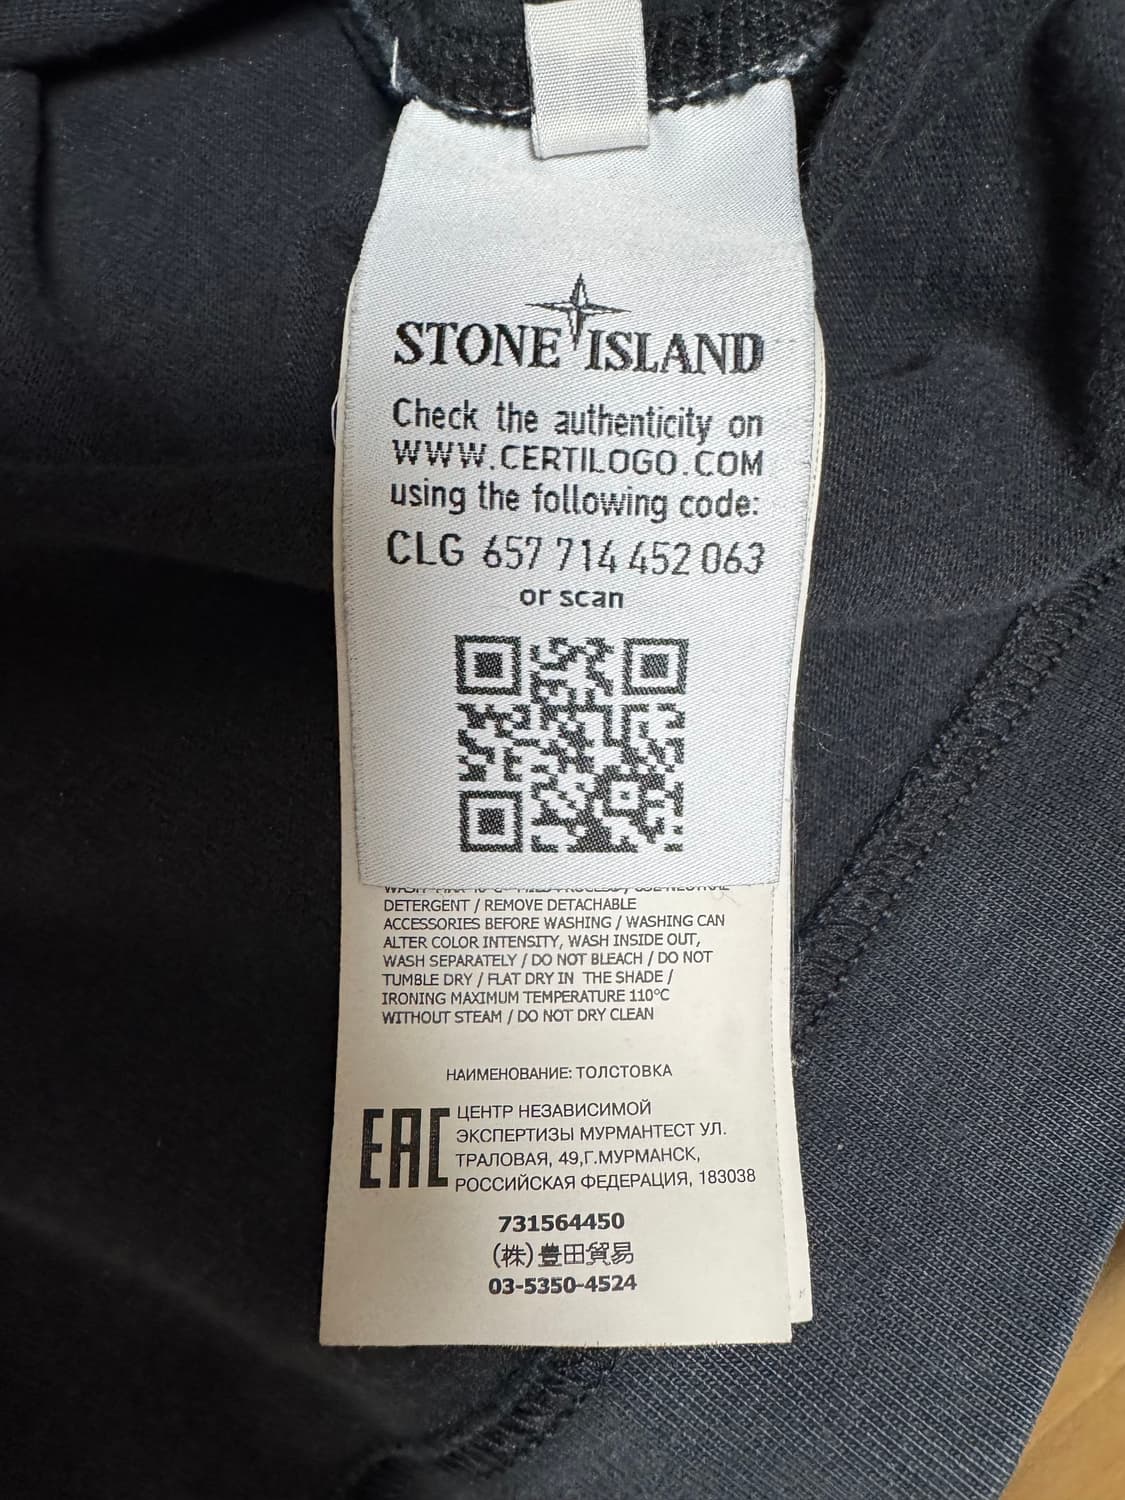 STONE ISLAND
Check the authenticity on
WWW.CERTILOGO.COM
using the following code:
CLG 657 714 452 063
or scan
DETERGENT / REMOVE DETACHABLE
ACCESSORIES BEFORE WASHING / WASHING CAN
ALTER COLOR INTENSITY, WASH INSIDE OUT,
WASH SEPARATELY / DO NOT BLEACH / DO NOT
TUMBLE DRY / FLAT DRY IN THE SHADE /
IRONING MAXIMUM TEMPERATURE 110°C
WITHOUT STEAM / DO NOT DRY CLEAN
НАИМЕНОВАНИЕ: ТОЛСТОВКА
EAC
ЦЕНТР НЕЗАВИСИМОЙ
ЭКСПЕРТИЗЫ МУРМАНТЕСТ УЛ.
ТРАЛОВАЯ, 49,Г.МУРМАНСК,
РОССИЙСКАЯ ФЕДЕРАЦИЯ, 183038
731564450
(株)豊田貿易
03-5350-4524